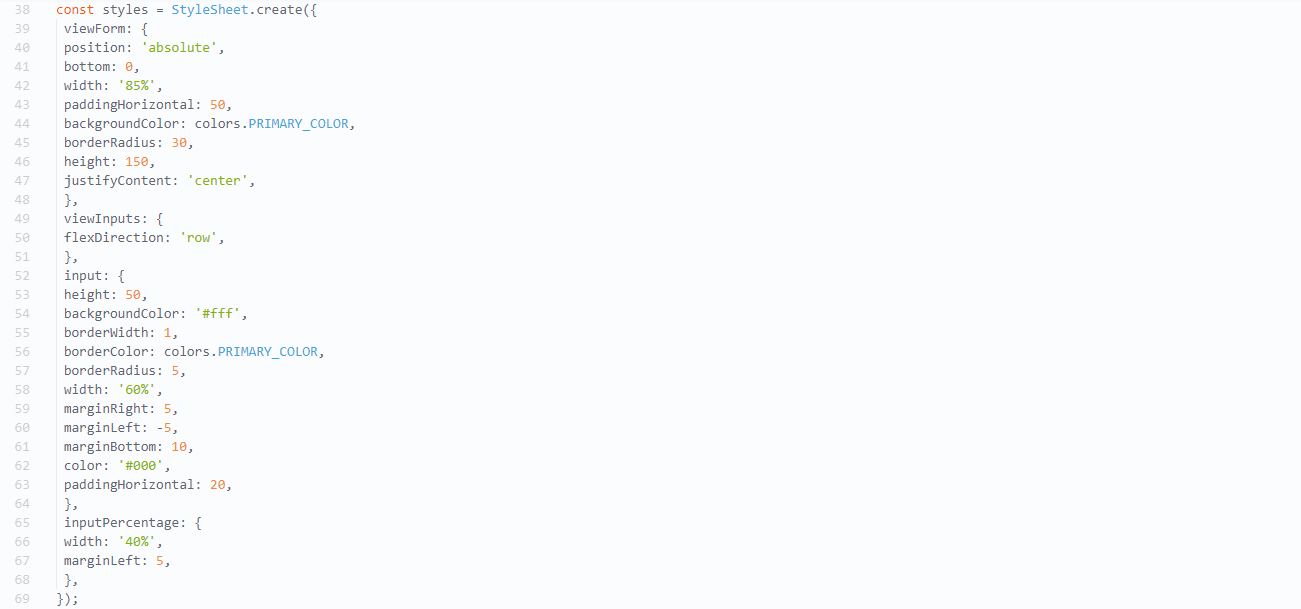 38 const styles = StyleSheet.create({
39 viewForm: {
40 position: 'absolute',
41 bottom: 0,
42 width: '85%',
43 paddingHorizontal: 50,
44 backgroundColor: colors.PRIMARY_COLOR,
45 borderRadius: 30,
46 height: 150,
47 justifyContent: 'center',
48 },
49 viewInputs: {
50 flexDirection: 'row',
51 },
52 input: {
53 height: 50,
54 backgroundColor: '#fff',
55 borderWidth: 1,
56 borderColor: colors.PRIMARY_COLOR,
57 borderRadius: 5,
58 width: '60%',
59 marginRight: 5,
60 marginLeft: -5,
61 marginBottom: 10,
62 color: '#000',
63 paddingHorizontal: 20,
64 },
65 inputPercentage: {
66 width: '40%',
67 marginLeft: 5,
68 },
69 });